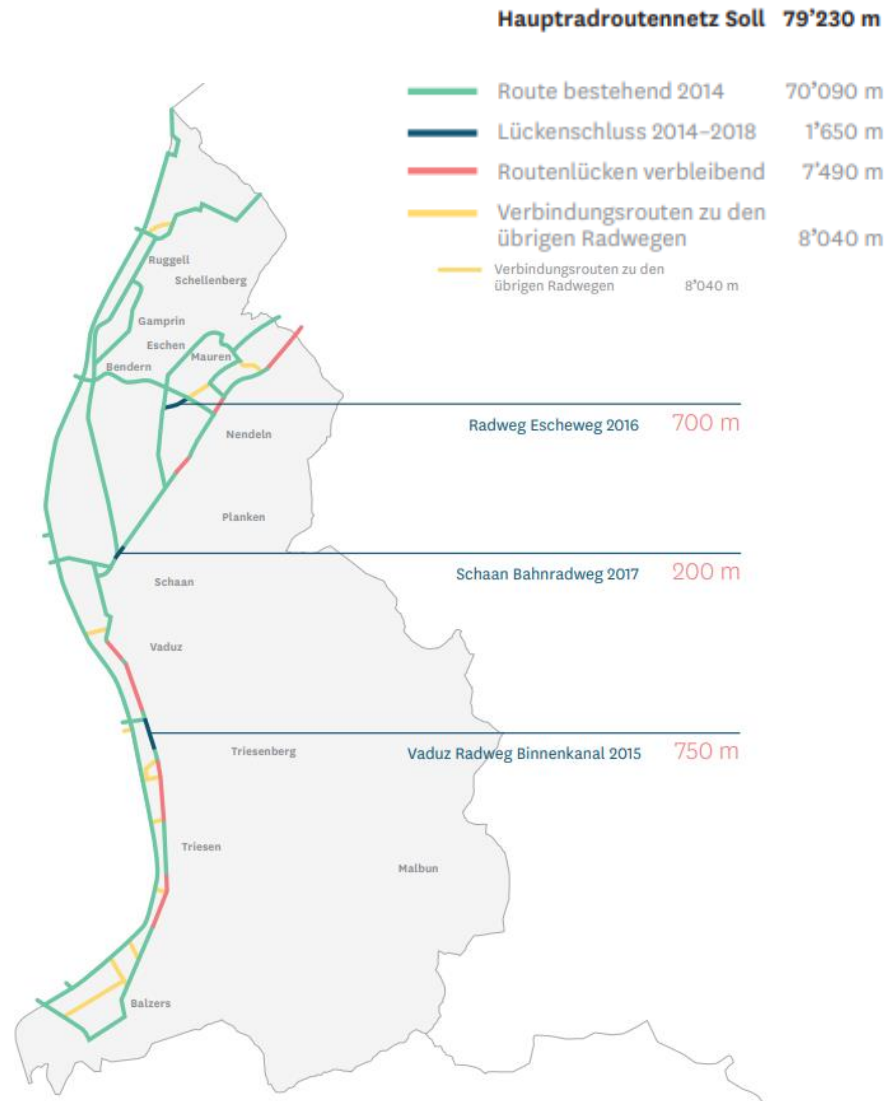 Hauptradroutennetz Soll 79’230 m
Route bestehend 2014 70’090 m
Lückenschluss 2014–2018 1’650 m
Routenlücken verbleibend 7’490 m
Verbindungsrouten zu den
übrigen Radwegen 8’040 m
Verbindungsrouten zu den
übrigen Radwegen 8’040 m
Ruggell
Schellenberg
Gamprin
Eschen
Mauren
Bendern
Radweg Escheweg 2016 700 m
Nendeln
Planken
Schaan Bahnradweg 2017 200 m
Schaan
Vaduz
Triesenberg
Vaduz Radweg Binnenkanal 2015 750 m
Triesen
Malbun
Balzers